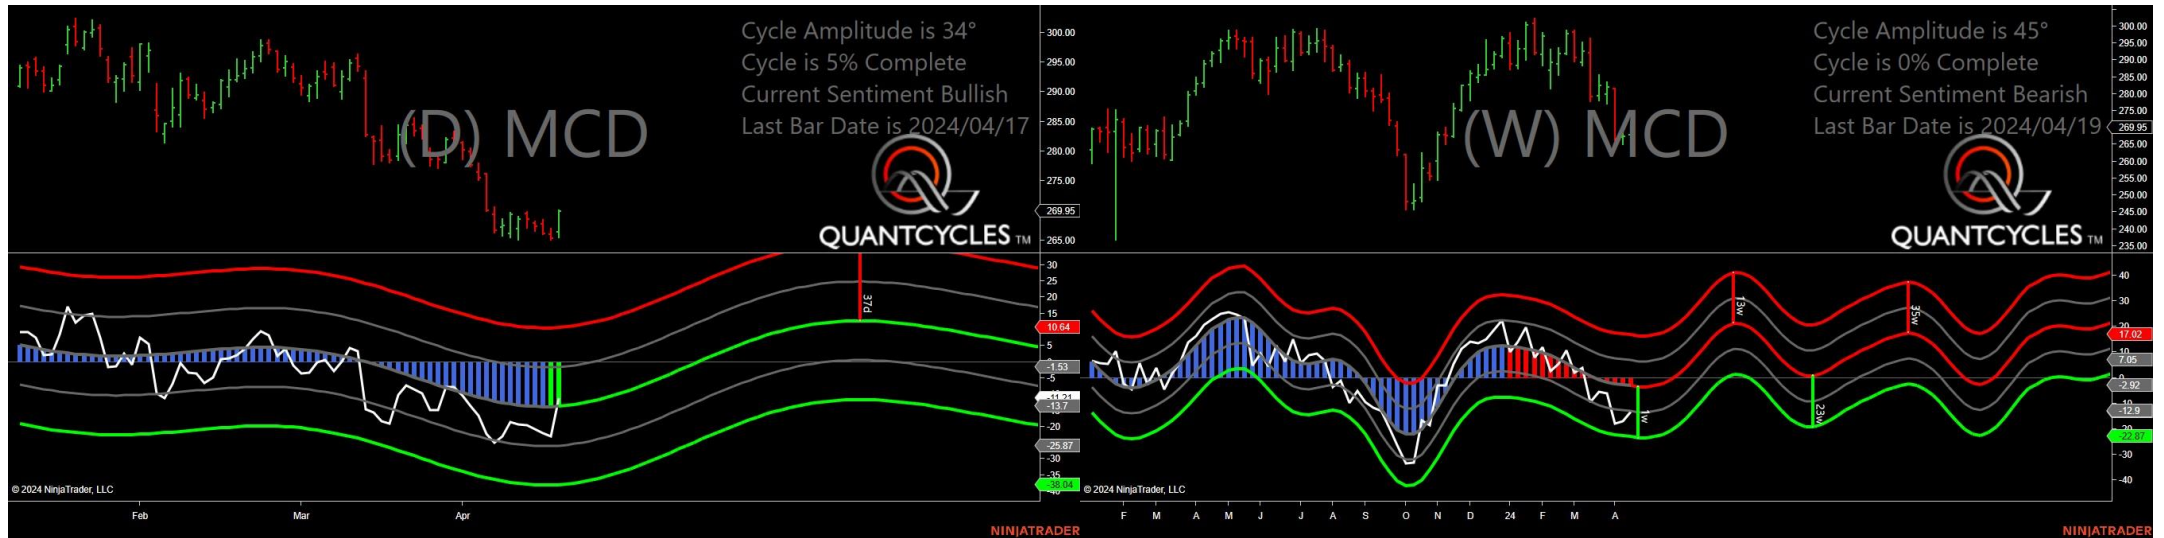 Cycle Amplitude is 34°
Cycle is 5% Complete
Current Sentiment Bullish
Last Bar Date is 2024/04/17
(D) MCD
QUANTCYCLES TM
300.00
295.00
290.00
285.00
280.00
275.00
269.95
265.00
30
25
20
15
10.64
5
0
-1.53
-5
-11.21
-13.7
-20
-25.87
-30
-35
-38.04
-40
37d
© 2024 NinjaTrader, LLC
Feb Mar Apr
NINJATRADER
Cycle Amplitude is 45°
Cycle is 0% Complete
Current Sentiment Bearish
Last Bar Date is 2024/04/19
(W) MCD
QUANTCYCLES TM
300.00
295.00
290.00
285.00
280.00
275.00
269.95
265.00
260.00
255.00
250.00
245.00
240.00
235.00
40
30
20
17.02
10
7.05
0
-2.92
-10
-12.9
-20
-22.87
-30
-40
1w
13w
23w
35w
© 2024 NinjaTrader, LLC
F M A M J J A S O N D 24 F M A
NINJATRADER